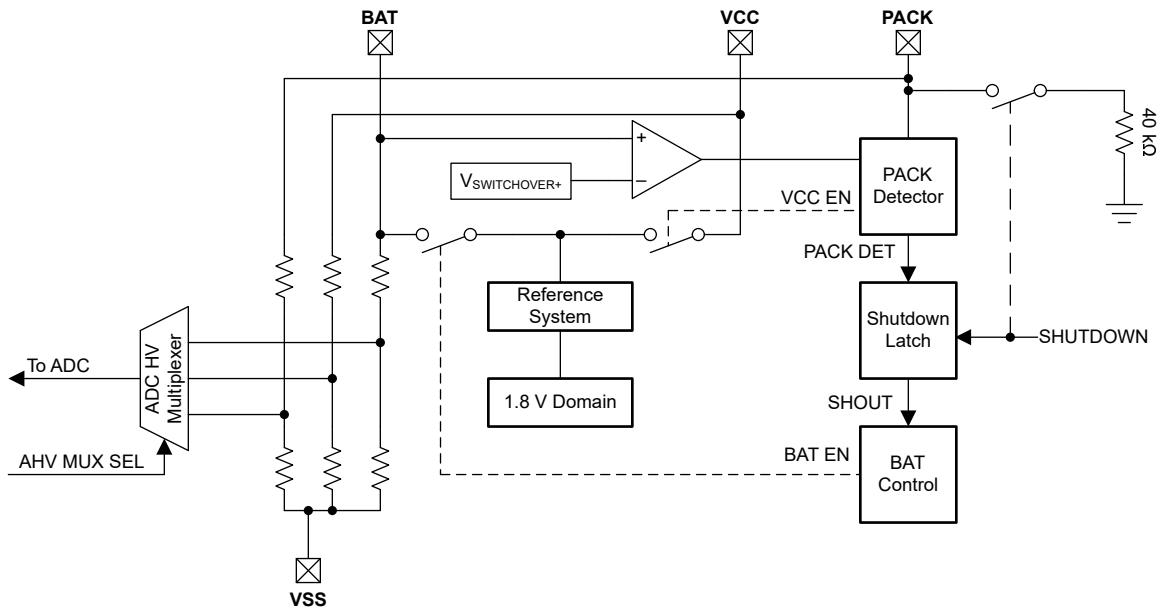 BAT
VCC
PACK
40 kΩ
+
−
V_SWITCHOVER+
PACK
Detector
VCC EN
PACK DET
Reference
System
Shutdown
Latch
SHUTDOWN
To ADC
ADC HV
Multiplexer
1.8 V Domain
SHOUT
AHV MUX SEL
BAT EN
BAT
Control
VSS